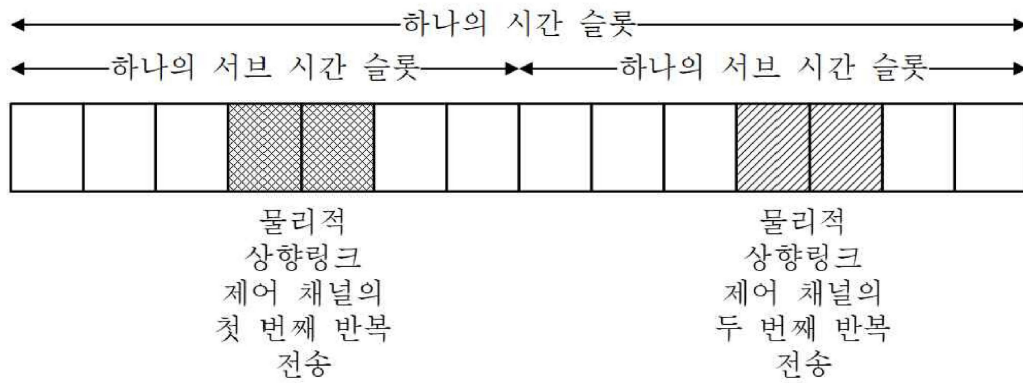 하나의 시간 슬롯
하나의 서브 시간 슬롯 하나의 서브 시간 슬롯
물리적
상향링크
제어 채널의
첫 번째 반복
전송
물리적
상향링크
제어 채널의
두 번째 반복
전송